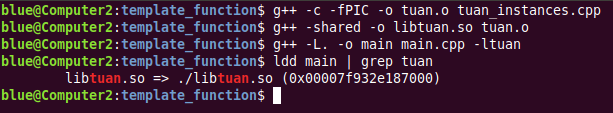 blue@Computer2:template_function$ g++ -c -fPIC -o tuan.o tuan_instances.cpp
blue@Computer2:template_function$ g++ -shared -o libtuan.so tuan.o
blue@Computer2:template_function$ g++ -L. -o main main.cpp -ltuan
blue@Computer2:template_function$ ldd main | grep tuan
libtuan.so => ./libtuan.so (0x00007f932e187000)
blue@Computer2:template_function$